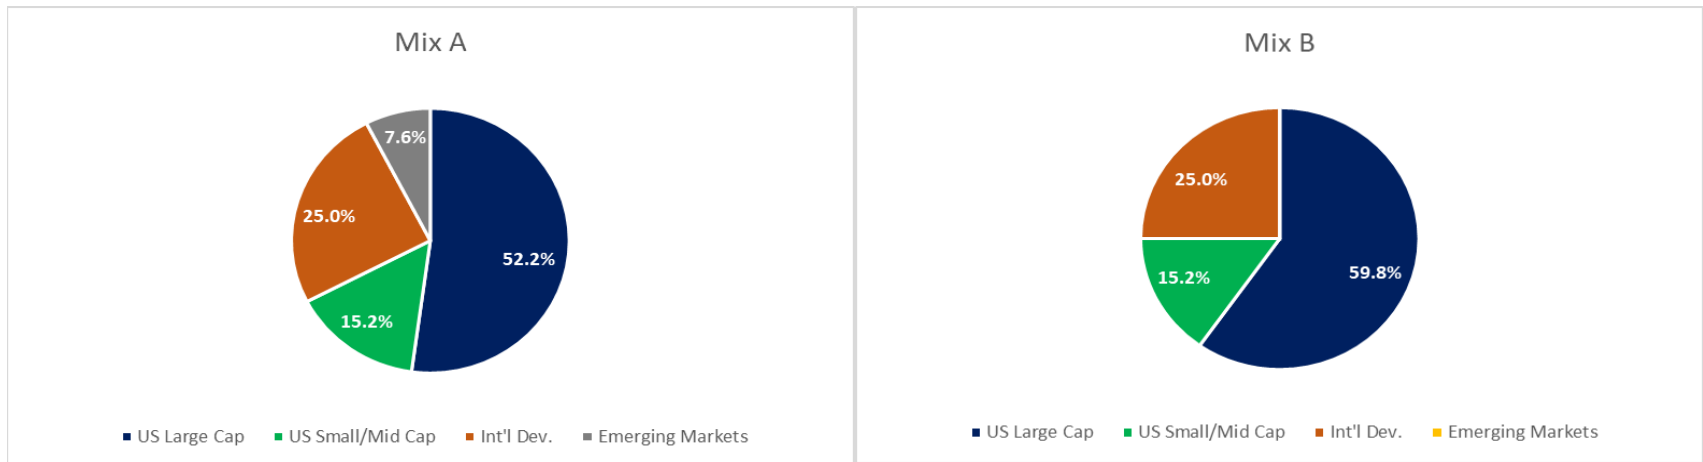 Mix A
7.6%
25.0%
52.2%
15.2%
US Large Cap US Small/Mid Cap Int'l Dev. Emerging Markets
Mix B
25.0%
15.2%
59.8%
US Large Cap US Small/Mid Cap Int'l Dev. Emerging Markets